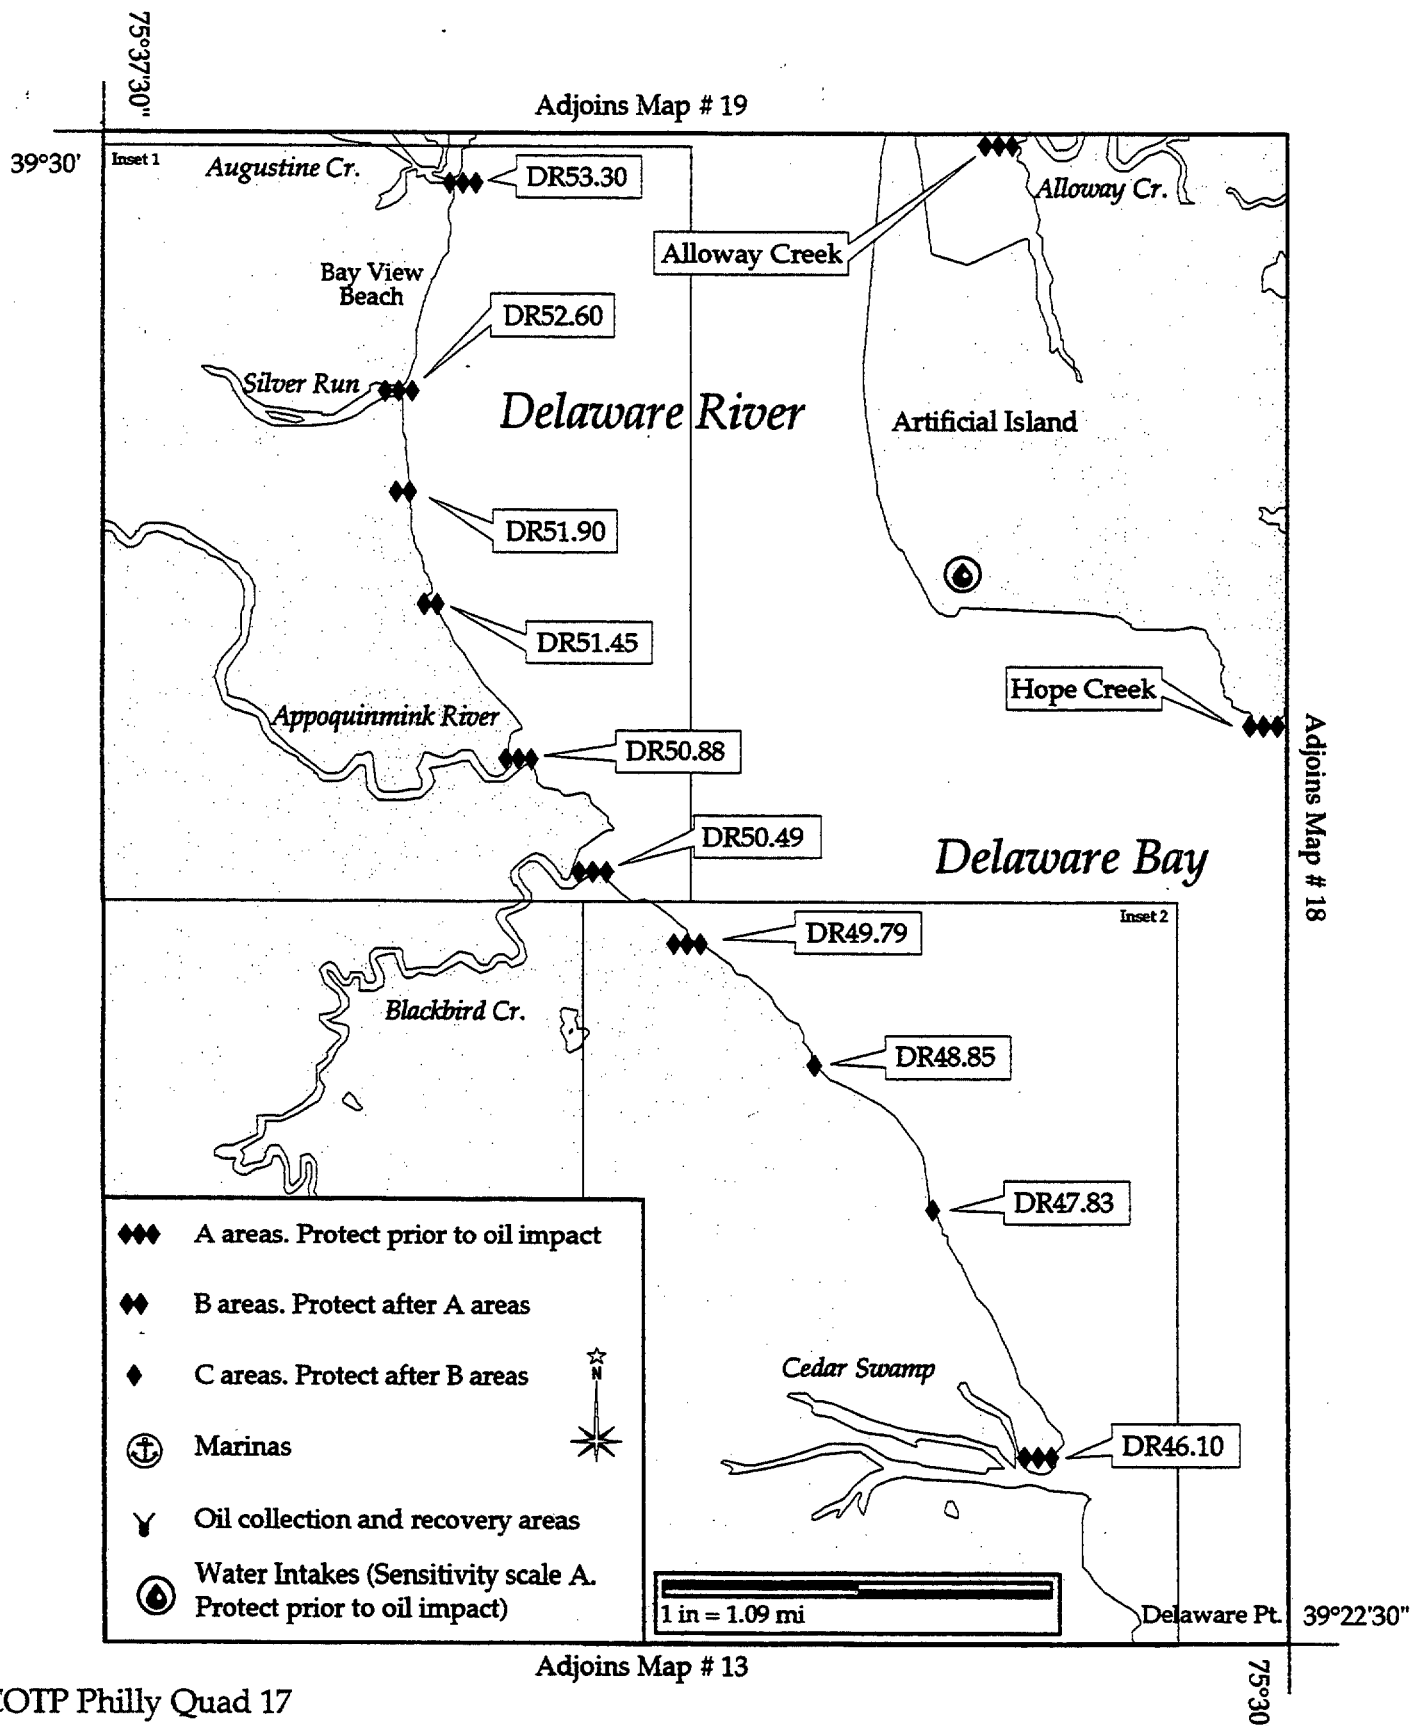 75°37'30"
Adjoins Map # 19
39°30'
Inset 1
Augustine Cr.
DR53.30
Alloway Cr.
Alloway Creek
Bay View
Beach
DR52.60
Silver Run
Delaware River
Artificial Island
DR51.90
DR51.45
Hope Creek
Appoquinmink River
DR50.88
Adjoins Map # 18
DR50.49
Delaware Bay
Inset 2
DR49.79
Blackbird Cr.
DR48.85
DR47.83
A areas. Protect prior to oil impact
B areas. Protect after A areas
C areas. Protect after B areas
N
Cedar Swamp
Marinas
DR46.10
Oil collection and recovery areas
Water Intakes (Sensitivity scale A.
Protect prior to oil impact)
1 in = 1.09 mi
Delaware Pt.
39°22'30"
Adjoins Map # 13
75°30
COTP Philly Quad 17